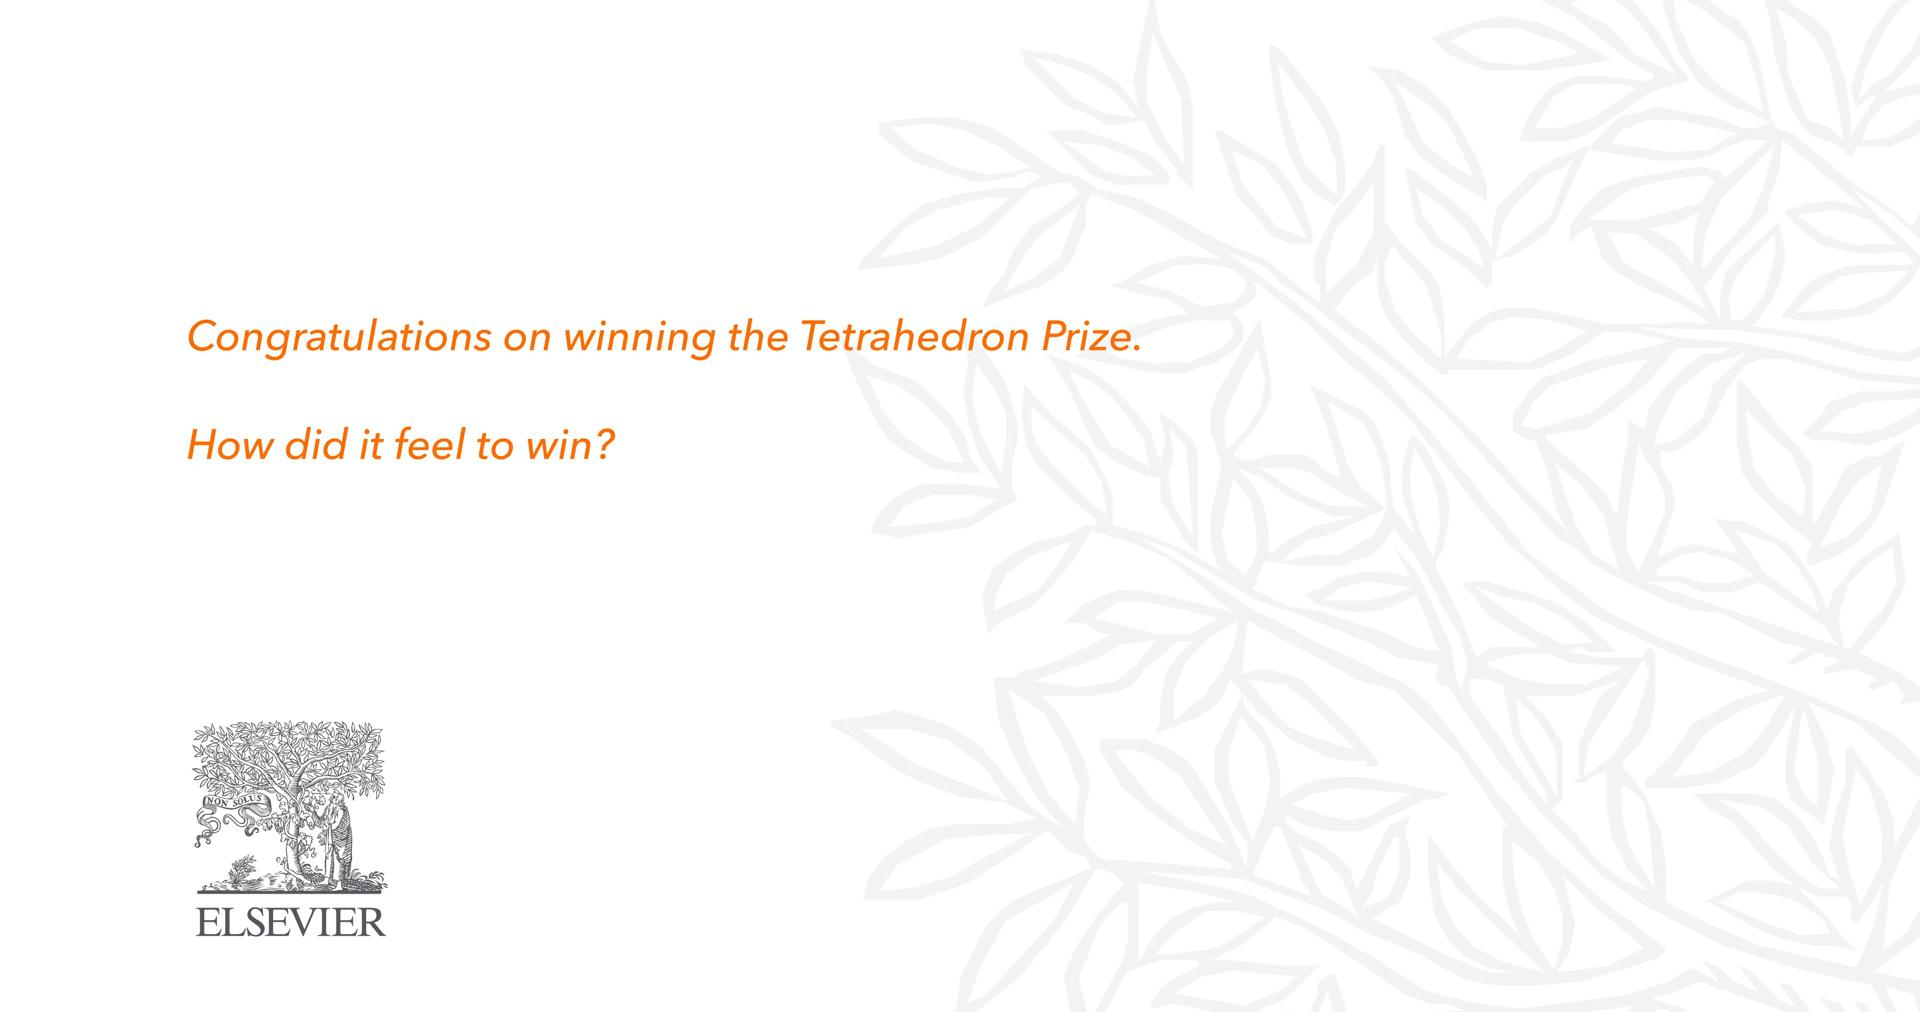 Congratulations on winning the Tetrahedron Prize.
How did it feel to win?
NON SOLUS
ELSEVIER